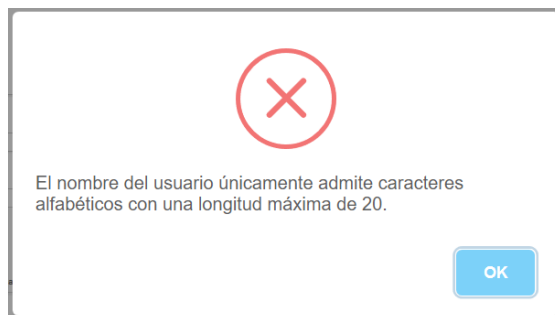 El nombre del usuario únicamente admite caracteres
alfabéticos con una longitud máxima de 20.
OK